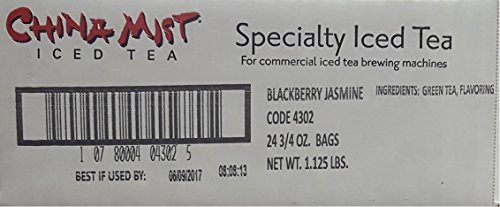 CHINA MIST
ICED TEA
Specialty Iced Tea
For commercial iced tea brewing machines
BLACKBERRY JASMINE
INGREDIENTS: GREEN TEA, FLAVORING
CODE 4302
24 3/4 OZ. BAGS
NET WT. 1.125 LBS.
1 07 80004 04302 5
BEST IF USED BY: 06/09/2017 08:08:13